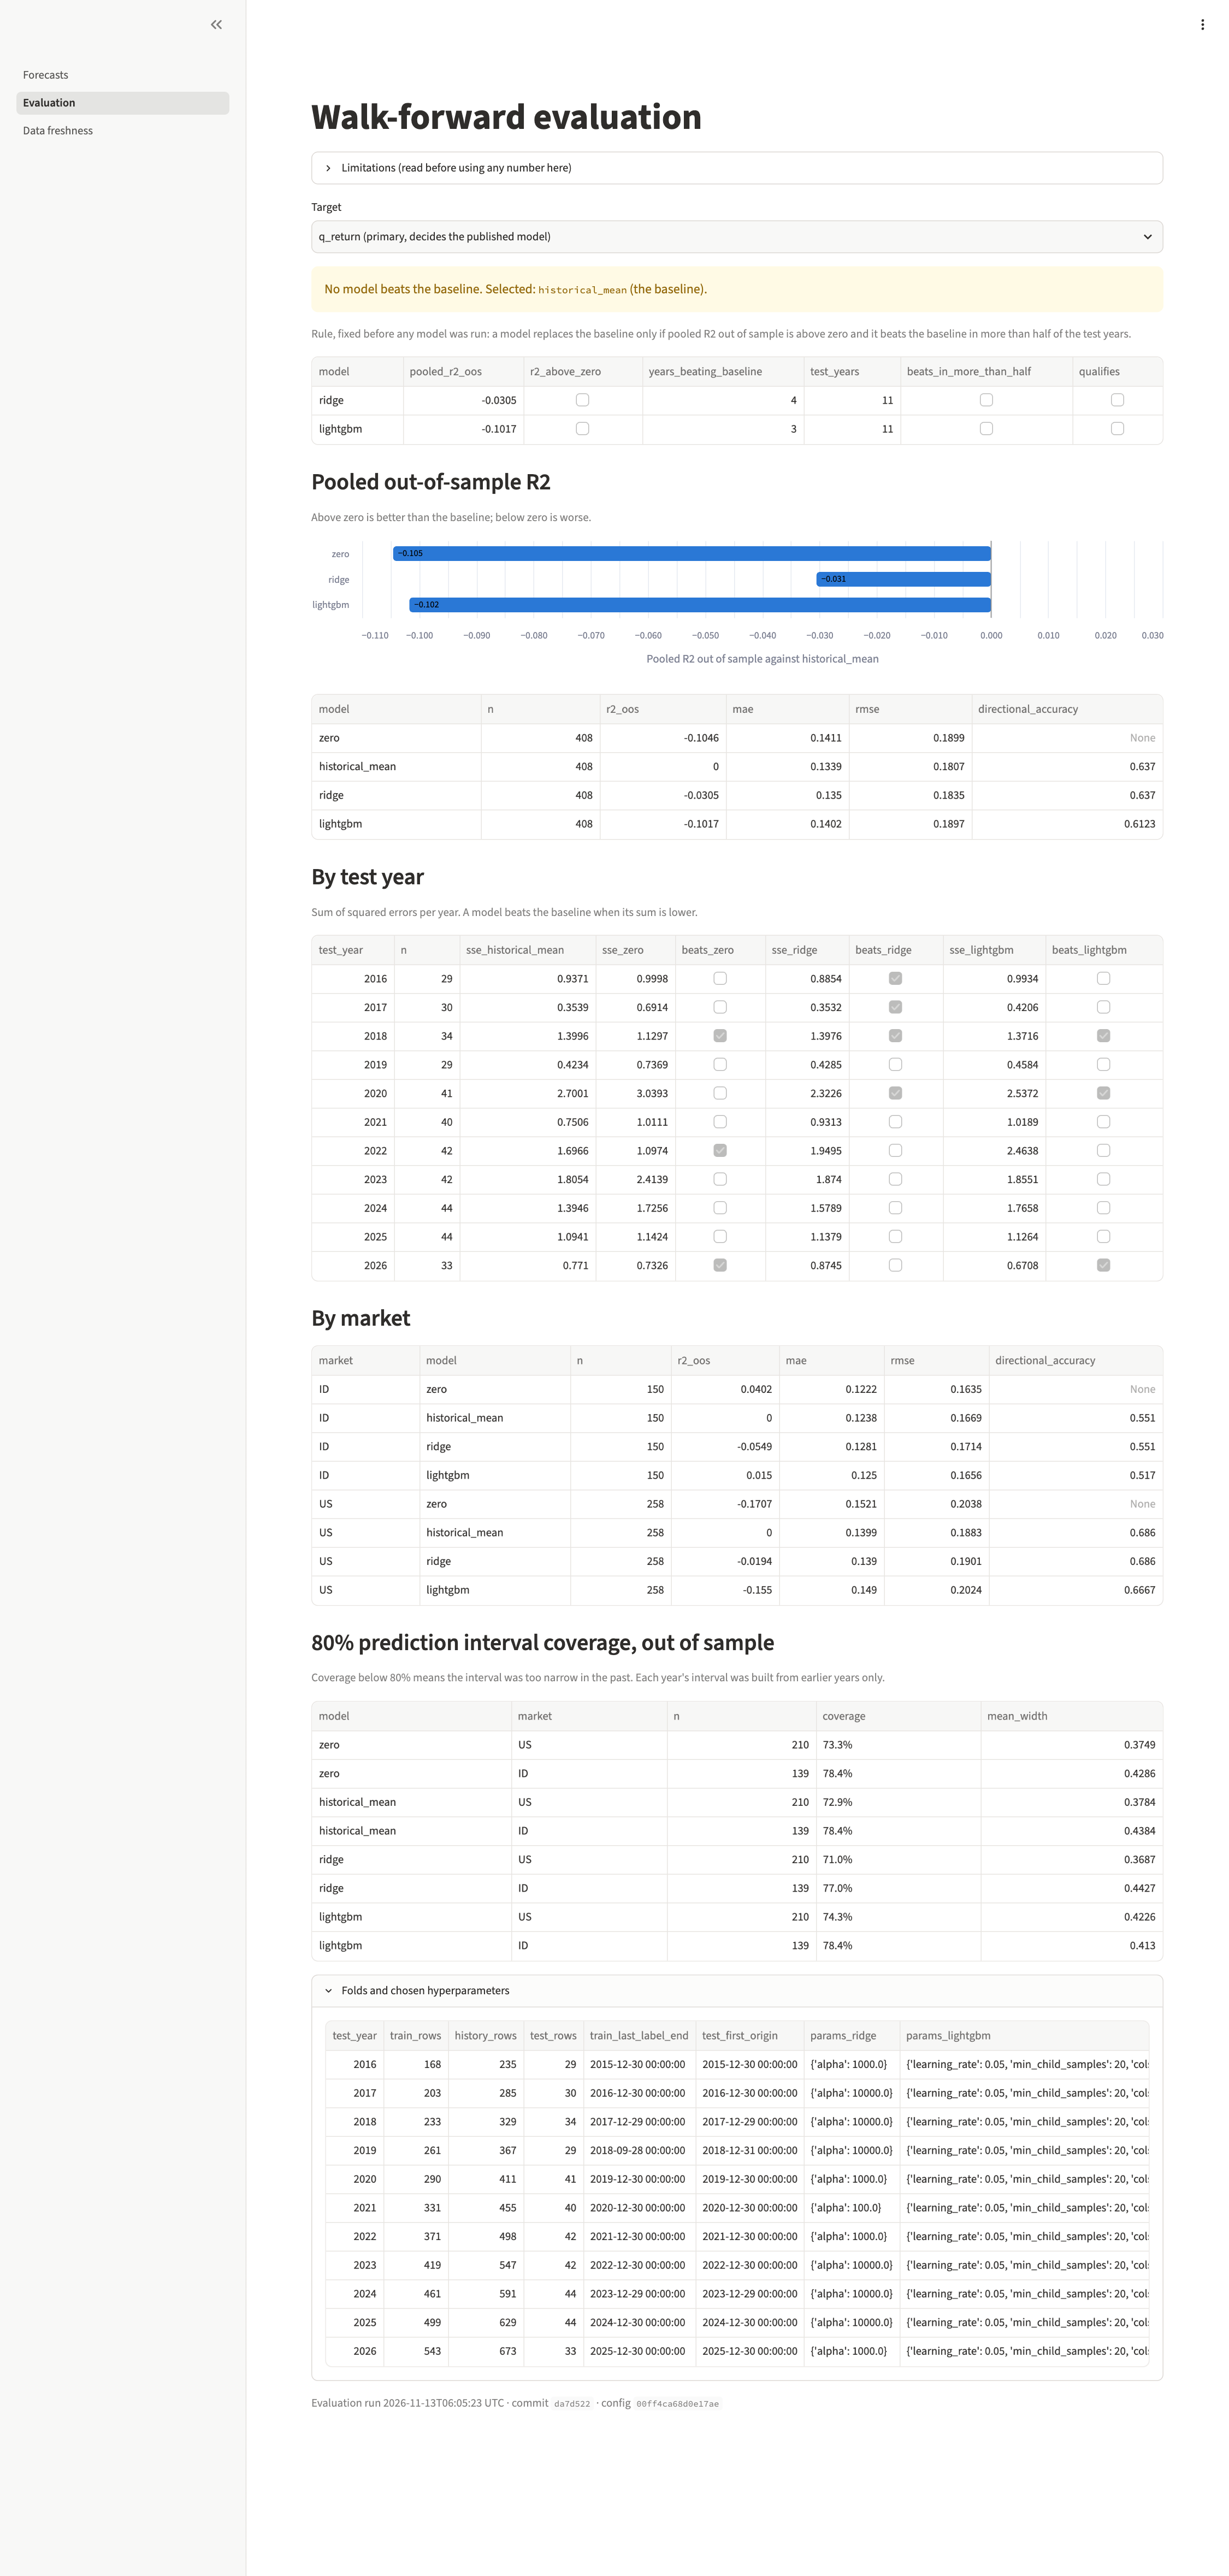 Forecasts
Evaluation
Data freshness
Walk-forward evaluation
Limitations (read before using any number here)
Target
q_return (primary, decides the published model)
No model beats the baseline. Selected: historical_mean (the baseline).
Rule, fixed before any model was run: a model replaces the baseline only if pooled R2 out of sample is above zero and it beats the baseline in more than half of the test years.
model pooled_r2_oos r2_above_zero years_beating_baseline test_years beats_in_more_than_half qualifies
ridge -0.0305 4 11
lightgbm -0.1017 3 11
Pooled out-of-sample R2
Above zero is better than the baseline; below zero is worse.
zero −0.105
ridge −0.031
lightgbm −0.102
−0.110 −0.100 −0.090 −0.080 −0.070 −0.060 −0.050 −0.040 −0.030 −0.020 −0.010 0.000 0.010 0.020 0.030
Pooled R2 out of sample against historical_mean
model n r2_oos mae rmse directional_accuracy
zero 408 -0.1046 0.1411 0.1899 None
historical_mean 408 0 0.1339 0.1807 0.637
ridge 408 -0.0305 0.135 0.1835 0.637
lightgbm 408 -0.1017 0.1402 0.1897 0.6123
By test year
Sum of squared errors per year. A model beats the baseline when its sum is lower.
test_year n sse_historical_mean sse_zero beats_zero sse_ridge beats_ridge sse_lightgbm beats_lightgbm
2016 29 0.9371 0.9998 0.8854 0.9934
2017 30 0.3539 0.6914 0.3532 0.4206
2018 34 1.3996 1.1297 1.3976 1.3716
2019 29 0.4234 0.7369 0.4285 0.4584
2020 41 2.7001 3.0393 2.3226 2.5372
2021 40 0.7506 1.0111 0.9313 1.0189
2022 42 1.6966 1.0974 1.9495 2.4638
2023 42 1.8054 2.4139 1.874 1.8551
2024 44 1.3946 1.7256 1.5789 1.7658
2025 44 1.0941 1.1424 1.1379 1.1264
2026 33 0.771 0.7326 0.8745 0.6708
By market
market model n r2_oos mae rmse directional_accuracy
ID zero 150 0.0402 0.1222 0.1635 None
ID historical_mean 150 0 0.1238 0.1669 0.551
ID ridge 150 -0.0549 0.1281 0.1714 0.551
ID lightgbm 150 0.015 0.125 0.1656 0.517
US zero 258 -0.1707 0.1521 0.2038 None
US historical_mean 258 0 0.1399 0.1883 0.686
US ridge 258 -0.0194 0.139 0.1901 0.686
US lightgbm 258 -0.155 0.149 0.2024 0.6667
80% prediction interval coverage, out of sample
Coverage below 80% means the interval was too narrow in the past. Each year's interval was built from earlier years only.
model market n coverage mean_width
zero US 210 73.3% 0.3749
zero ID 139 78.4% 0.4286
historical_mean US 210 72.9% 0.3784
historical_mean ID 139 78.4% 0.4384
ridge US 210 71.0% 0.3687
ridge ID 139 77.0% 0.4427
lightgbm US 210 74.3% 0.4226
lightgbm ID 139 78.4% 0.413
Folds and chosen hyperparameters
test_year train_rows history_rows test_rows train_last_label_end test_first_origin params_ridge params_lightgbm
2016 168 235 29 2015-12-30 00:00:00 2015-12-30 00:00:00 {'alpha': 1000.0} {'learning_rate': 0.05, 'min_child_samples': 20, 'cols
2017 203 285 30 2016-12-30 00:00:00 2016-12-30 00:00:00 {'alpha': 10000.0} {'learning_rate': 0.05, 'min_child_samples': 20, 'cols
2018 233 329 34 2017-12-29 00:00:00 2017-12-29 00:00:00 {'alpha': 10000.0} {'learning_rate': 0.05, 'min_child_samples': 20, 'cols
2019 261 367 29 2018-09-28 00:00:00 2018-12-31 00:00:00 {'alpha': 10000.0} {'learning_rate': 0.05, 'min_child_samples': 20, 'cols
2020 290 411 41 2019-12-30 00:00:00 2019-12-30 00:00:00 {'alpha': 1000.0} {'learning_rate': 0.05, 'min_child_samples': 20, 'cols
2021 331 455 40 2020-12-30 00:00:00 2020-12-30 00:00:00 {'alpha': 100.0} {'learning_rate': 0.05, 'min_child_samples': 20, 'cols
2022 371 498 42 2021-12-30 00:00:00 2021-12-30 00:00:00 {'alpha': 1000.0} {'learning_rate': 0.05, 'min_child_samples': 20, 'cols
2023 419 547 42 2022-12-30 00:00:00 2022-12-30 00:00:00 {'alpha': 10000.0} {'learning_rate': 0.05, 'min_child_samples': 20, 'cols
2024 461 591 44 2023-12-29 00:00:00 2023-12-29 00:00:00 {'alpha': 10000.0} {'learning_rate': 0.05, 'min_child_samples': 20, 'cols
2025 499 629 44 2024-12-30 00:00:00 2024-12-30 00:00:00 {'alpha': 10000.0} {'learning_rate': 0.05, 'min_child_samples': 20, 'cols
2026 543 673 33 2025-12-30 00:00:00 2025-12-30 00:00:00 {'alpha': 1000.0} {'learning_rate': 0.05, 'min_child_samples': 20, 'cols
Evaluation run 2026-11-13T06:05:23 UTC · commit da7d522 · config 00ff4ca68d0e17ae